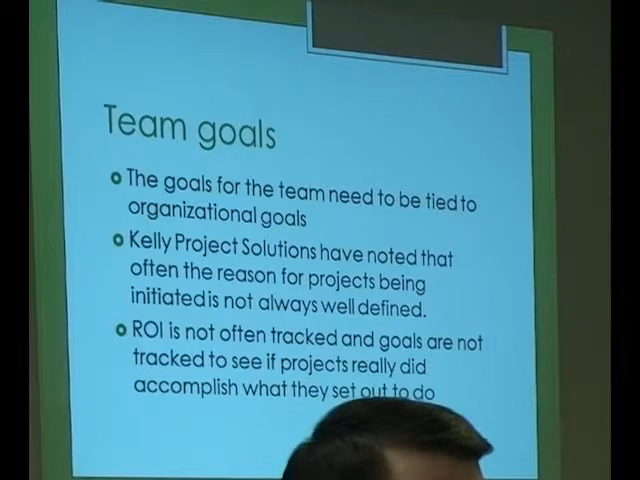 Team goals
The goals for the team need to be tied to
organizational goals
Kelly Project Solutions have noted that
often the reason for projects being
initiated is not always well defined.
ROI is not often tracked and goals are not
tracked to see if projects really did
accomplish what they set out to do